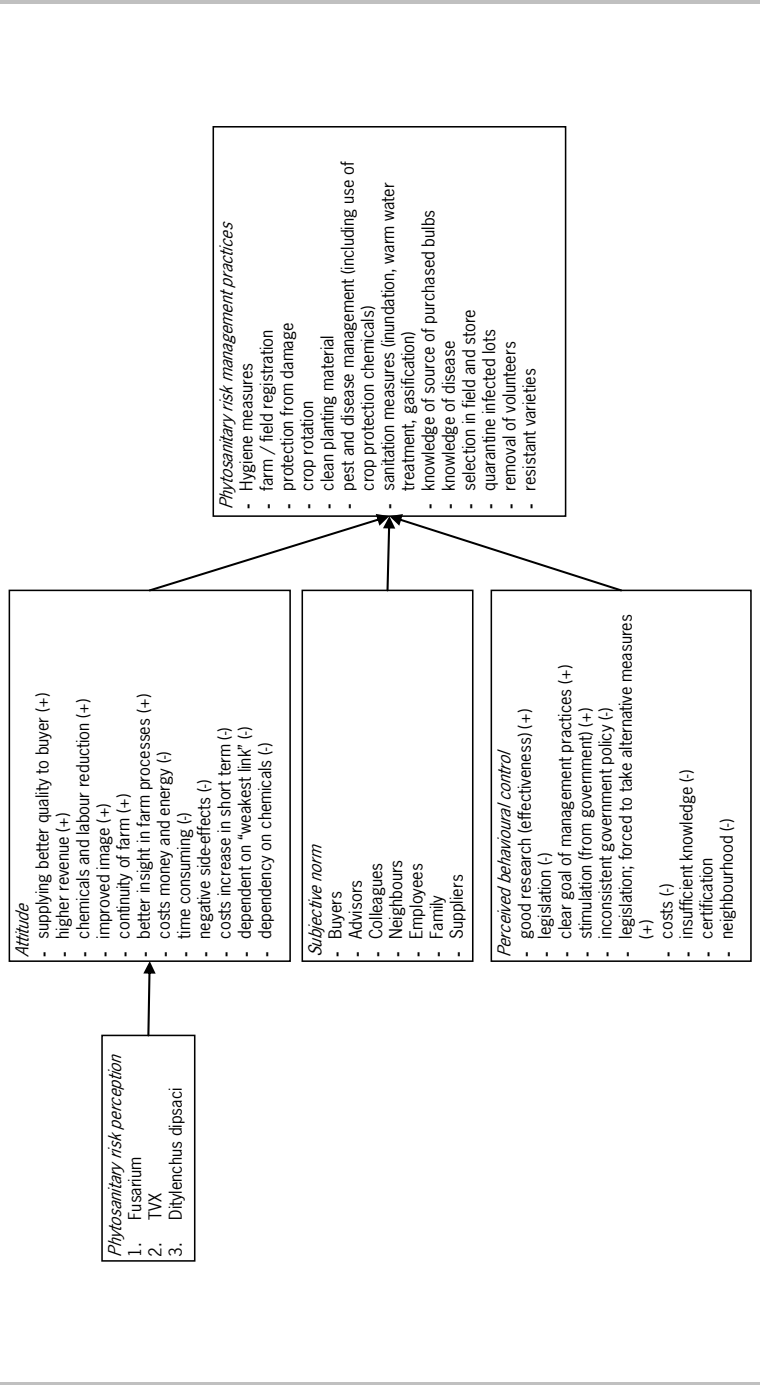 Phytosanitary risk perception
1. Fusarium
2. TVX
3. Ditylenchus dipsaci
Attitude
- supplying better quality to buyer (+)
- higher revenue (+)
- chemicals and labour reduction (+)
- improved image (+)
- continuity of farm (+)
- better insight in farm processes (+)
- costs money and energy (-)
- time consuming (-)
- negative side-effects (-)
- costs increase in short term (-)
- dependent on "weakest link" (-)
- dependency on chemicals (-)
Subjective norm
- Buyers
- Advisors
- Colleagues
- Neighbours
- Employees
- Family
- Suppliers
Perceived behavioural control
- good research (effectiveness) (+)
- legislation (-)
- clear goal of management practices (+)
- stimulation (from government) (+)
- inconsistent government policy (-)
- legislation; forced to take alternative measures
(+)
- costs (-)
- insufficient knowledge (-)
- certification
- neighbourhood (-)
Phytosanitary risk management practices
- Hygiene measures
- farm / field registration
- protection from damage
- crop rotation
- clean planting material
- pest and disease management (including use of
crop protection chemicals)
- sanitation measures (inundation, warm water
treatment, gasification)
- knowledge of source of purchased bulbs
- knowledge of disease
- selection in field and store
- quarantine infected lots
- removal of volunteers
- resistant varieties